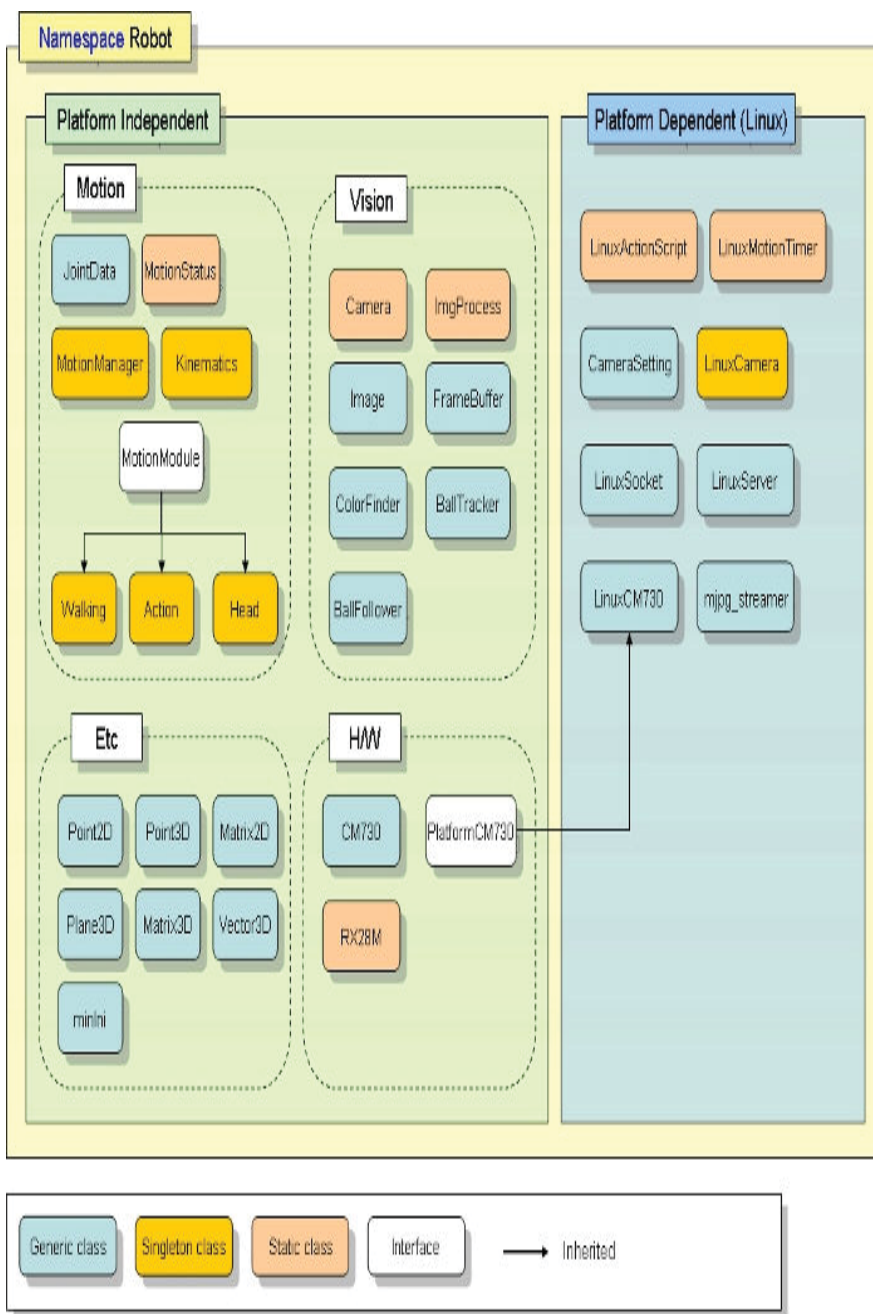 Namespace Robot
Platform Independent
Platform Dependent (Linux)
Motion
JointData
MotionStatus
MotionManager
Kinematics
MotionModule
Walking
Action
Head
Vision
Camera
ImgProcess
Image
FrameBuffer
ColorFinder
BallTracker
BallFollower
Etc
Point2D
Point3D
Matrix2D
Plane3D
Matrix3D
Vector3D
minIni
H/W
CM730
PlatformCM730
RX28M
LinuxActionScript
LinuxMotionTimer
CameraSetting
LinuxCamera
LinuxSocket
LinuxServer
LinuxCM730
mjpg_streamer
Generic class
Singleton class
Static class
Interface
Inherited